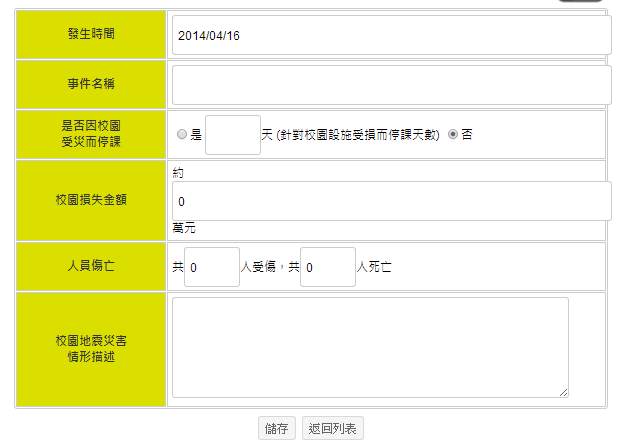 發生時間
2014/04/16
事件名稱
是否因校園
受災而停課
是 天 (針對校園設施受損而停課天數) 否
校園損失金額
約
0
萬元
人員傷亡
共 0 人受傷，共 0 人死亡
校園地震災害
情形描述
儲存 返回列表